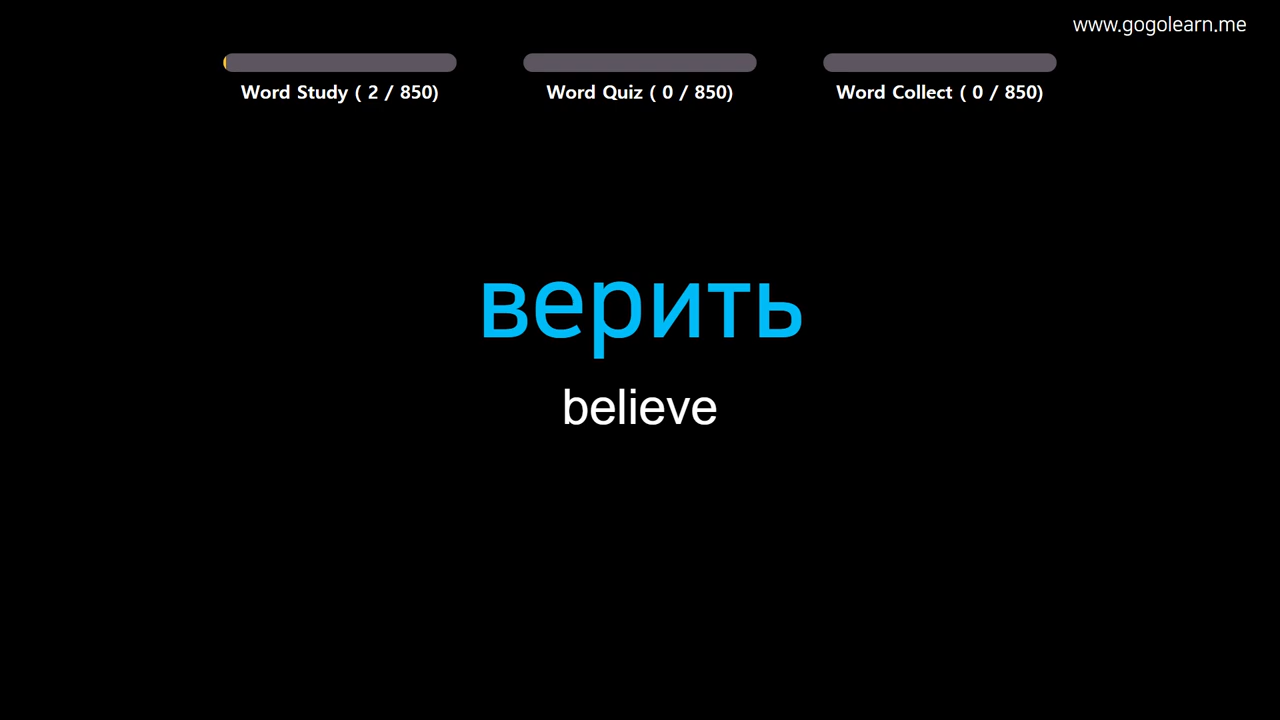 www.gogolearn.me
Word Study ( 2 / 850)
Word Quiz ( 0 / 850)
Word Collect ( 0 / 850)
верить
believe